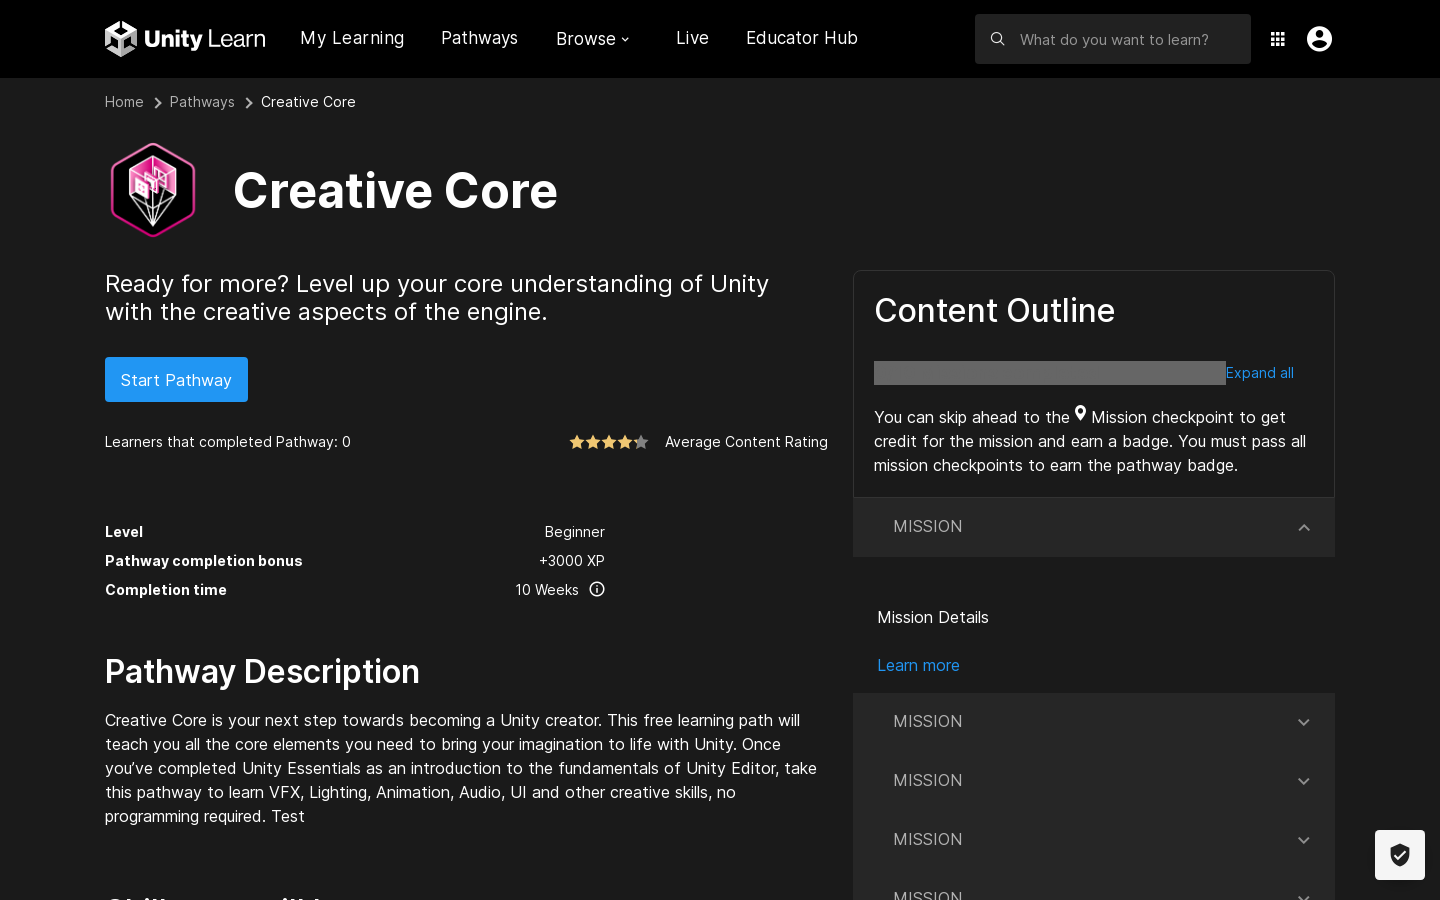 Unity Learn
My Learning
Pathways
Browse
Live
Educator Hub
What do you want to learn?
Home
Pathways
Creative Core
Creative Core
Ready for more? Level up your core understanding of Unity
with the creative aspects of the engine.
Start Pathway
Learners that completed Pathway: 0
Average Content Rating
Level
Beginner
Pathway completion bonus
+3000 XP
Completion time
10 Weeks
Pathway Description
Creative Core is your next step towards becoming a Unity creator. This free learning path will
teach you all the core elements you need to bring your imagination to life with Unity. Once
you’ve completed Unity Essentials as an introduction to the fundamentals of Unity Editor, take
this pathway to learn VFX, Lighting, Animation, Audio, UI and other creative skills, no
programming required. Test
Content Outline
Expand all
You can skip ahead to the Mission checkpoint to get
credit for the mission and earn a badge. You must pass all
mission checkpoints to earn the pathway badge.
MISSION
Mission Details
Learn more
MISSION
MISSION
MISSION
MISSION